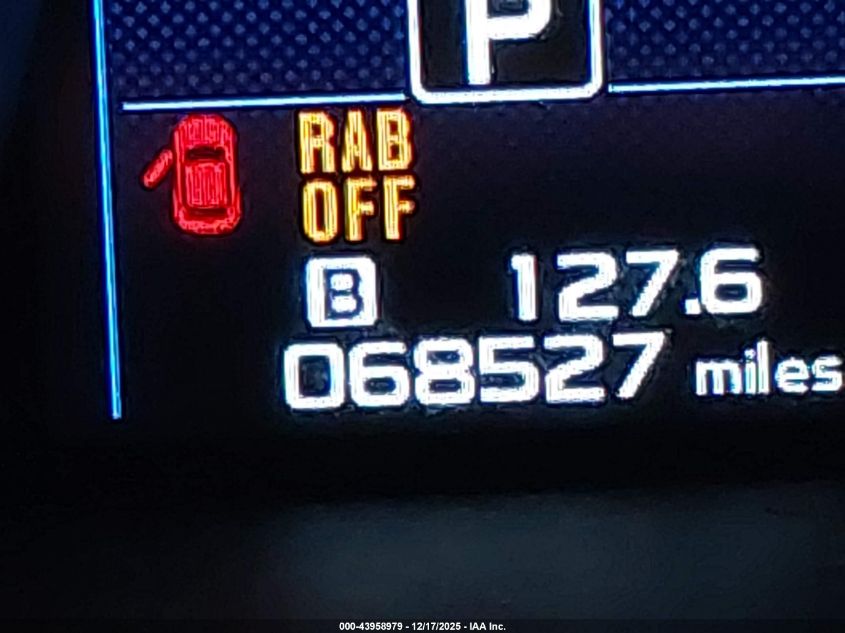 P
RAB
OFF
B 127.6
068527 miles
000-43958979 - 12/17/2025 - IAA Inc.